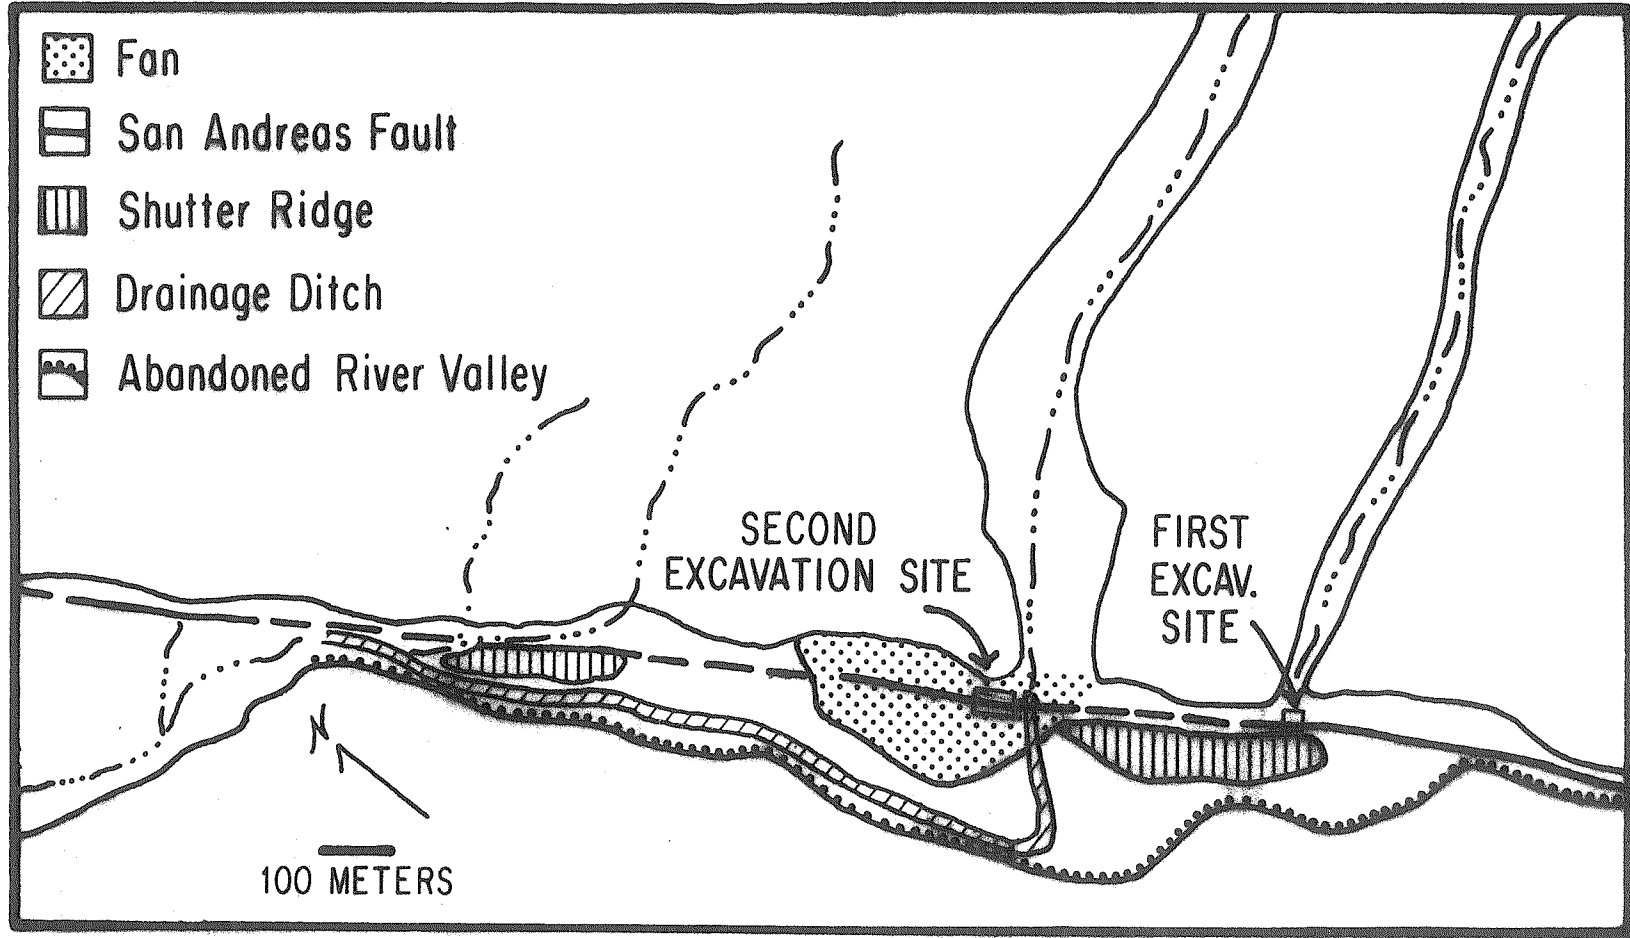 Fan
San Andreas Fault
Shutter Ridge
Drainage Ditch
Abandoned River Valley
SECOND
EXCAVATION SITE
FIRST
EXCAV.
SITE
N
100 METERS